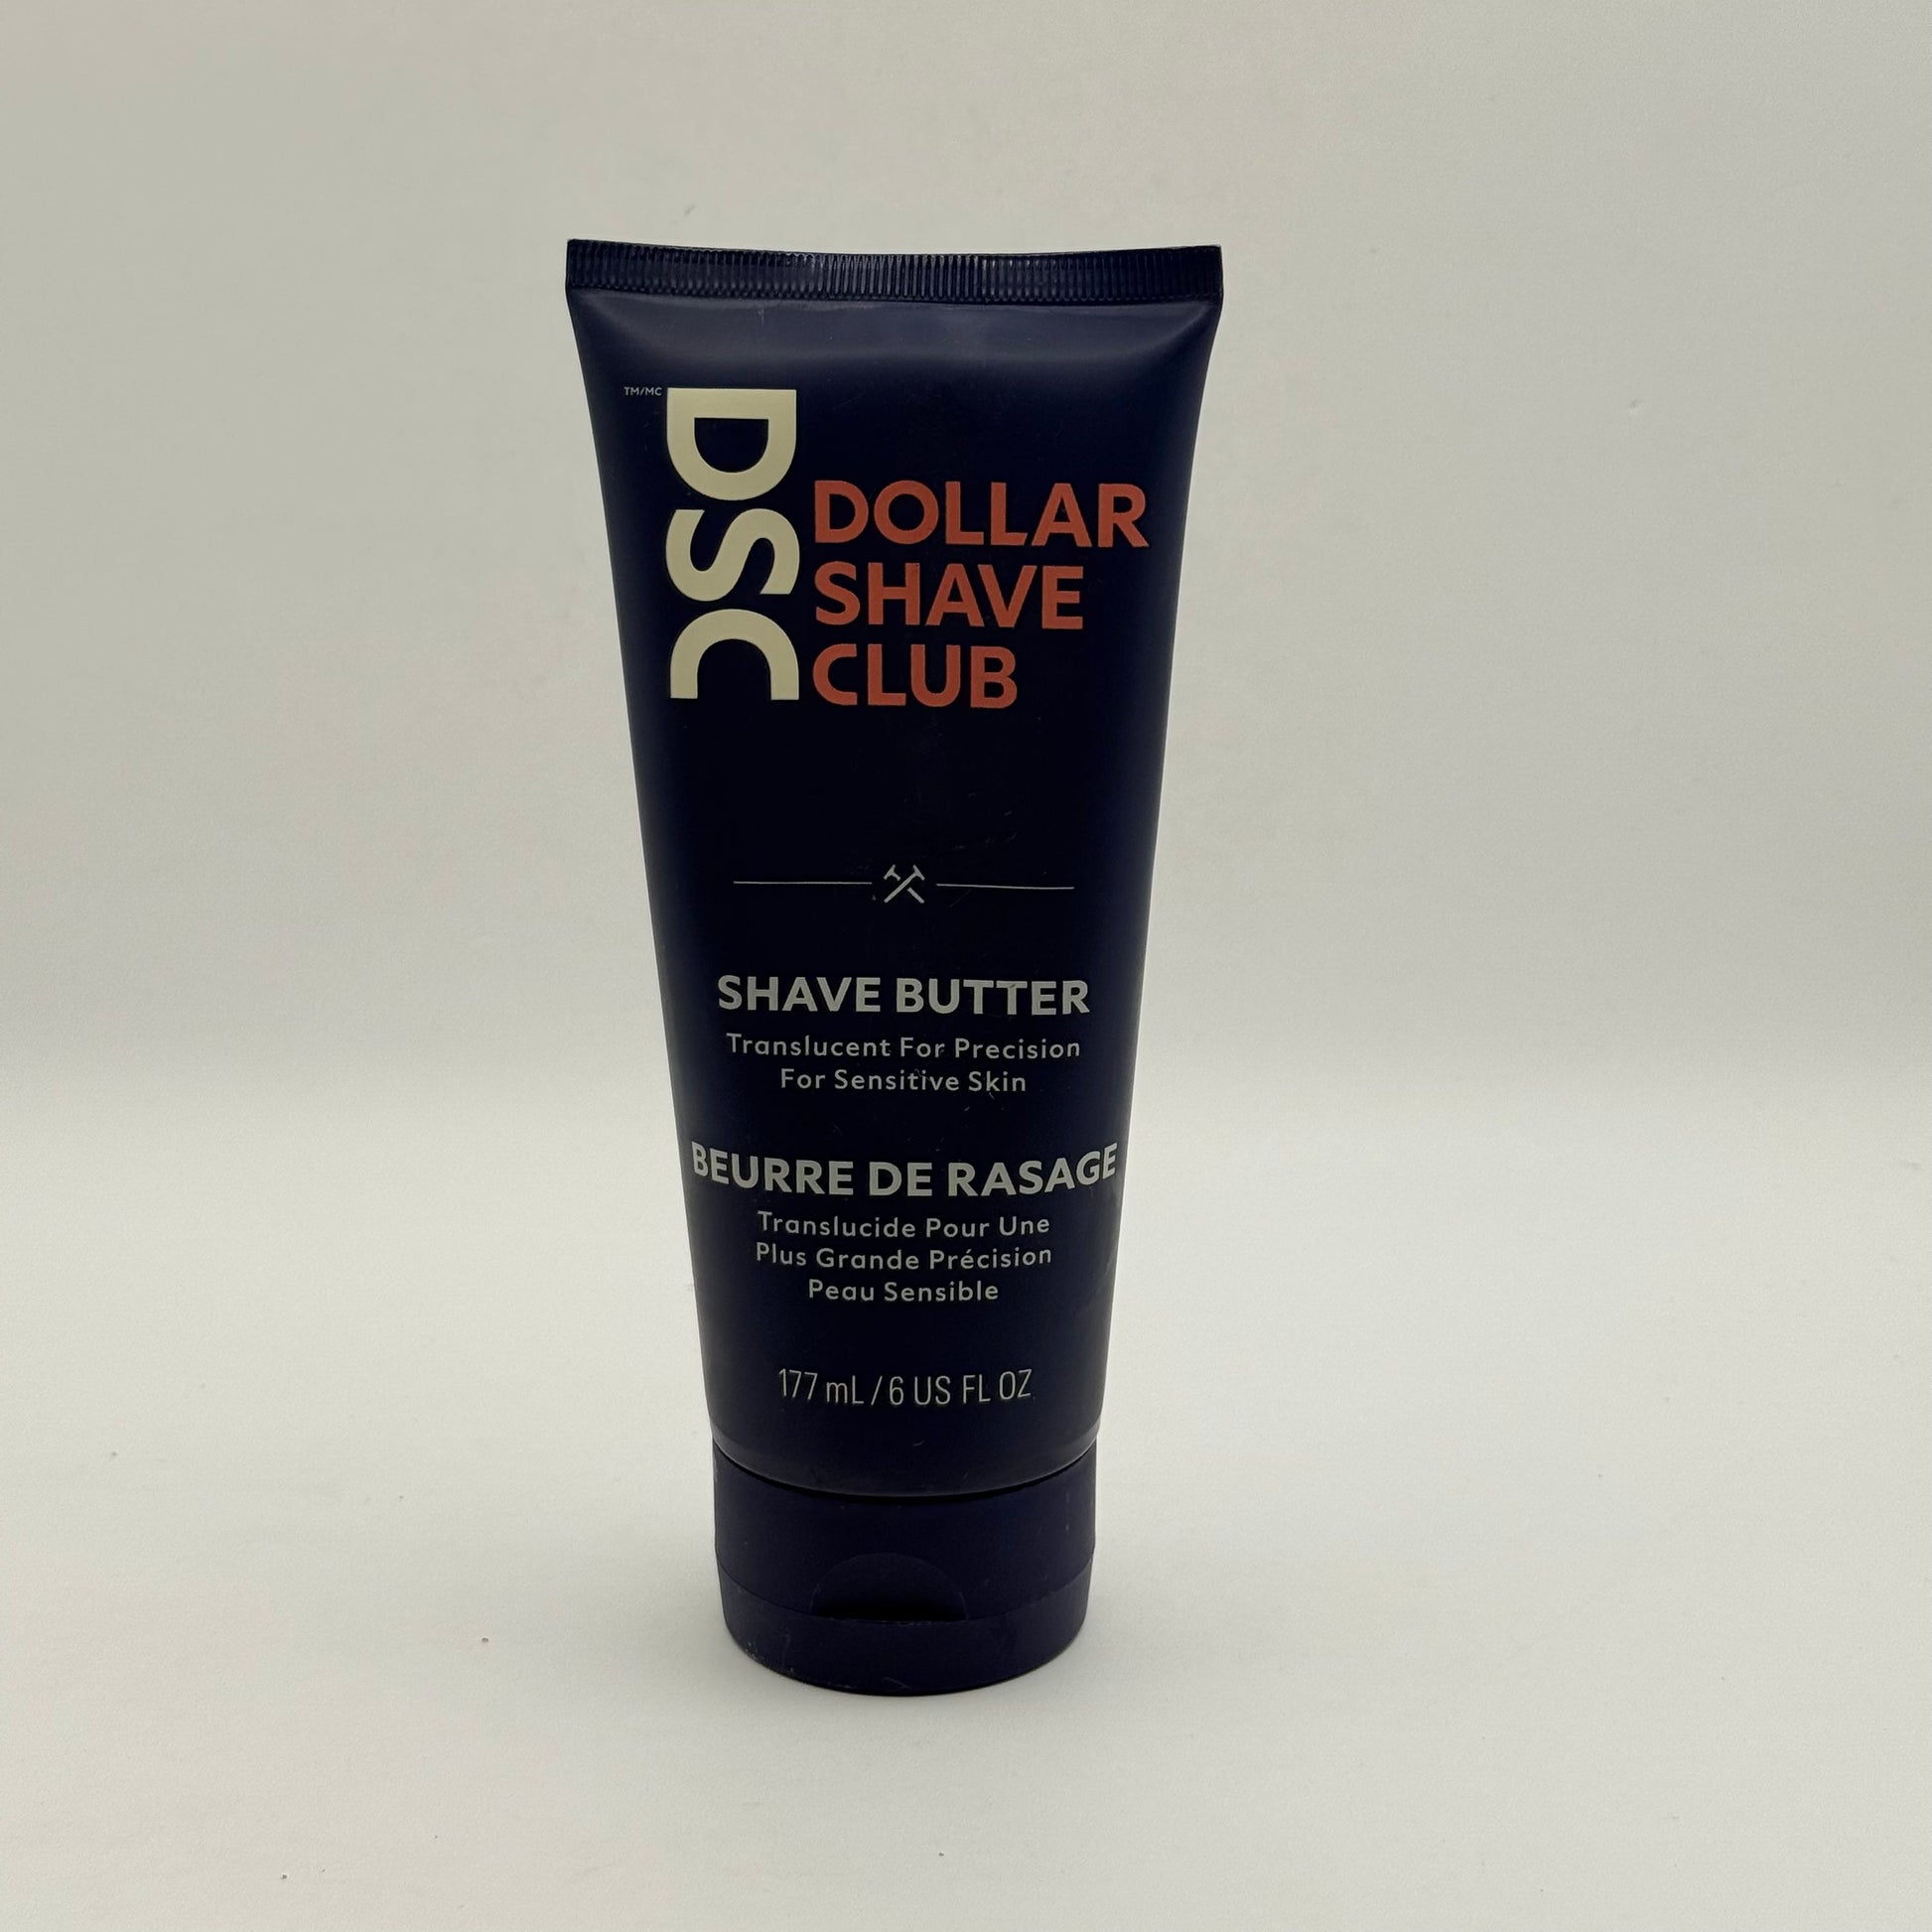 TM/MC
DSC
DOLLAR
SHAVE
CLUB
SHAVE BUTTER
Translucent For Precision
For Sensitive Skin
BEURRE DE RASAGE
Translucide Pour Une
Plus Grande Précision
Peau Sensible
177 mL / 6 US FL OZ